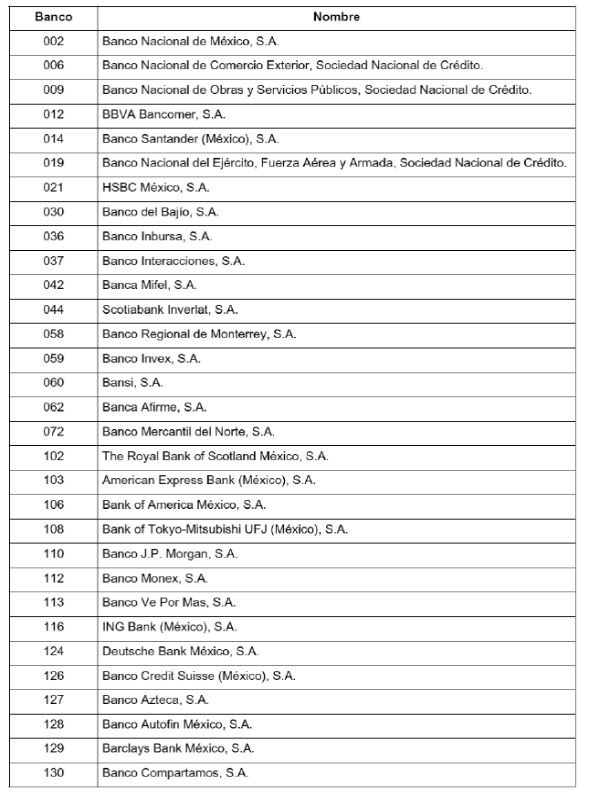 Banco Nombre
002 Banco Nacional de México, S.A.
006 Banco Nacional de Comercio Exterior, Sociedad Nacional de Crédito.
009 Banco Nacional de Obras y Servicios Públicos, Sociedad Nacional de Crédito.
012 BBVA Bancomer, S.A.
014 Banco Santander (México), S.A.
019 Banco Nacional del Ejército, Fuerza Aérea y Armada, Sociedad Nacional de Crédito.
021 HSBC México, S.A.
030 Banco del Bajío, S.A.
036 Banco Inbursa, S.A.
037 Banco Interacciones, S.A.
042 Banca Mifel, S.A.
044 Scotiabank Inverlat, S.A.
058 Banco Regional de Monterrey, S.A.
059 Banco Invex, S.A.
060 Bansi, S.A.
062 Banca Afirme, S.A.
072 Banco Mercantil del Norte, S.A.
102 The Royal Bank of Scotland México, S.A.
103 American Express Bank (México), S.A.
106 Bank of America México, S.A.
108 Bank of Tokyo-Mitsubishi UFJ (México), S.A.
110 Banco J.P. Morgan, S.A.
112 Banco Monex, S.A.
113 Banco Ve Por Mas, S.A.
116 ING Bank (México), S.A.
124 Deutsche Bank México, S.A.
126 Banco Credit Suisse (México), S.A.
127 Banco Azteca, S.A.
128 Banco Autofin México, S.A.
129 Barclays Bank México, S.A.
130 Banco Compartamos, S.A.